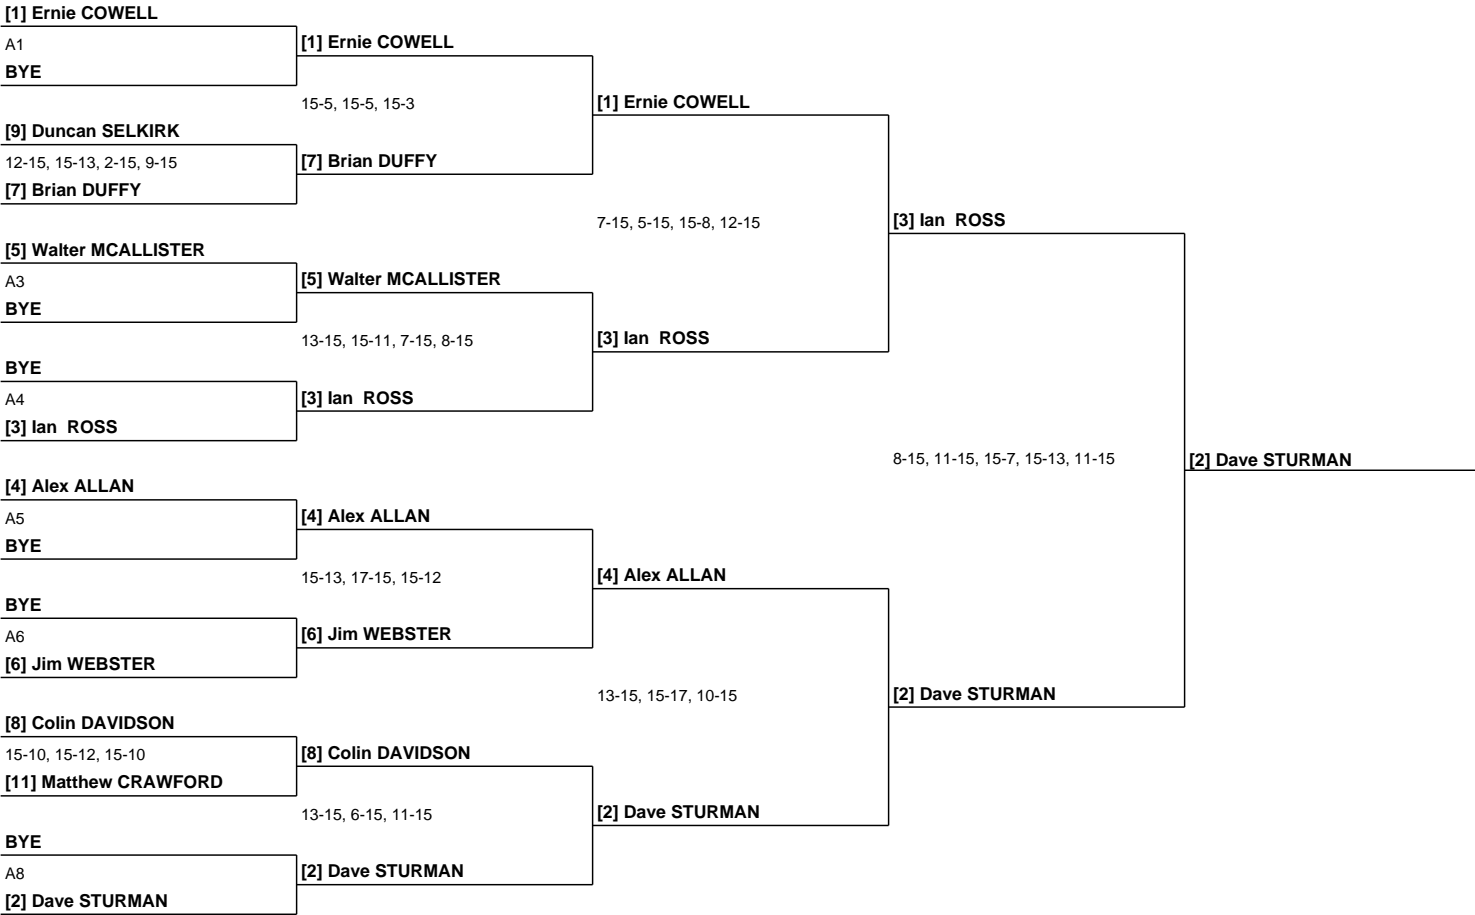 [1] Ernie COWELL
A1
BYE
[9] Duncan SELKIRK
12-15, 15-13, 2-15, 9-15
[7] Brian DUFFY
[5] Walter MCALLISTER
A3
BYE
BYE
A4
[3] Ian  ROSS
[4] Alex ALLAN
A5
BYE
BYE
A6
[6] Jim WEBSTER
[8] Colin DAVIDSON
15-10, 15-12, 15-10
[11] Matthew CRAWFORD
BYE
A8
[2] Dave STURMAN
[1] Ernie COWELL
15-5, 15-5, 15-3
[7] Brian DUFFY
[5] Walter MCALLISTER
13-15, 15-11, 7-15, 8-15
[3] Ian  ROSS
[4] Alex ALLAN
15-13, 17-15, 15-12
[6] Jim WEBSTER
[8] Colin DAVIDSON
13-15, 6-15, 11-15
[2] Dave STURMAN
[1] Ernie COWELL
7-15, 5-15, 15-8, 12-15
[3] Ian  ROSS
[4] Alex ALLAN
13-15, 15-17, 10-15
[2] Dave STURMAN
[3] Ian  ROSS
8-15, 11-15, 15-7, 15-13, 11-15
[2] Dave STURMAN
[2] Dave STURMAN